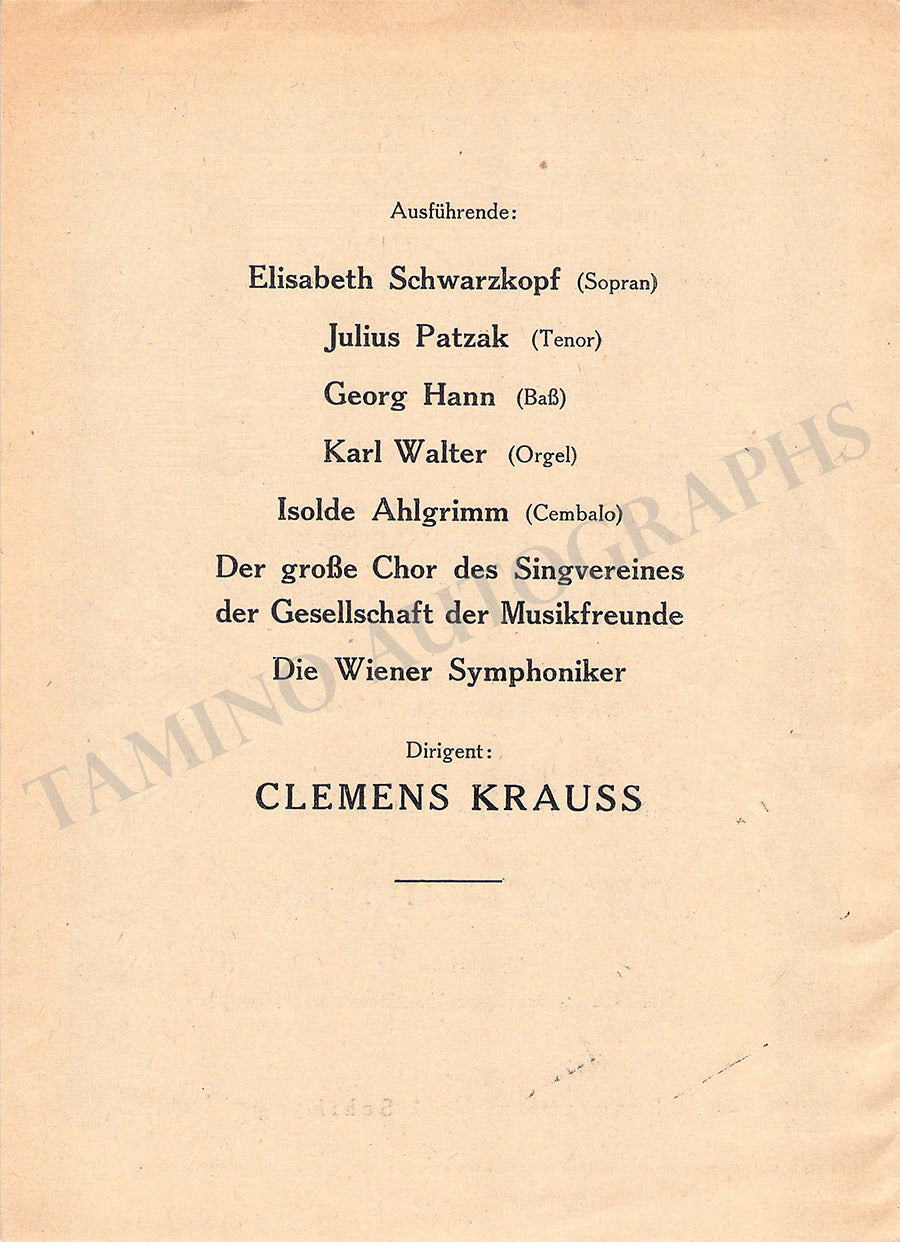 Ausführende:
Elisabeth Schwarzkopf (Sopran)
Julius Patzak (Tenor)
Georg Hann (Baß)
Karl Walter (Orgel)
Isolde Ahlgrimm (Cembalo)
Der große Chor des Singvereines
der Gesellschaft der Musikfreunde
Die Wiener Symphoniker
Dirigent:
CLEMENS KRAUSS
TAMINO AUTOGRAPHS